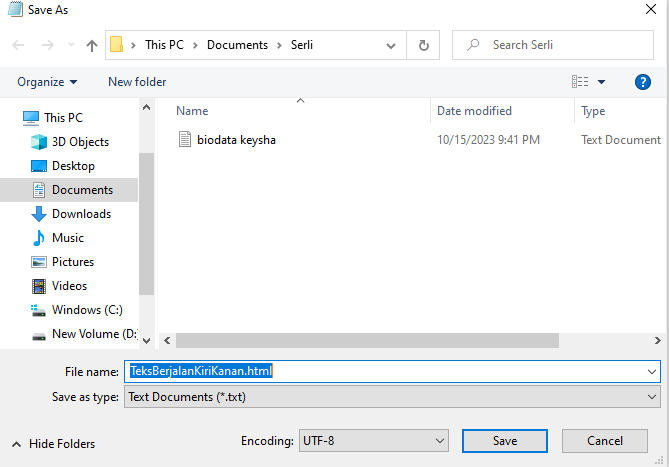 Save As
This PC > Documents > Serli
Search Serli
Organize
New folder
?
This PC
3D Objects
Desktop
Documents
Downloads
Music
Pictures
Videos
Windows (C:)
New Volume (D:
Name Date modified Type
biodata keysha 10/15/2023 9:41 PM Text Document
File name: TeksBerjalanKiriKanan.html
Save as type: Text Documents (*.txt)
Hide Folders
Encoding: UTF-8
Save
Cancel